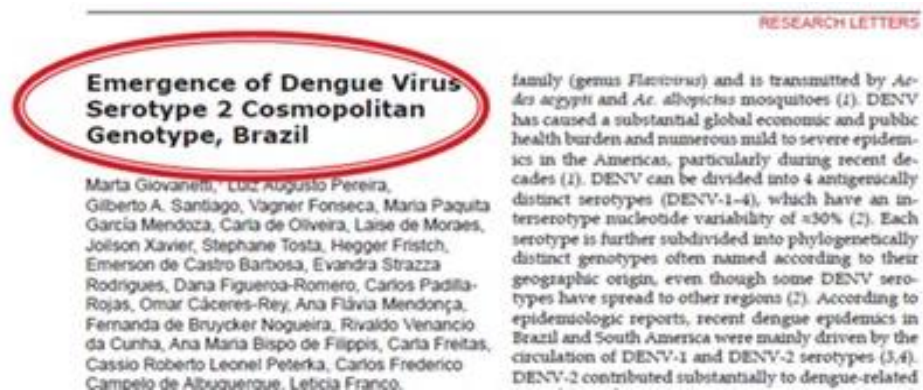 RESEARCH LETTERS
Emergence of Dengue Virus
Serotype 2 Cosmopolitan
Genotype, Brazil
Marta Giovanetti, Luiz Augusto Pereira,
Gilberto A. Santiago, Vagner Fonseca, Maria Paquita
García Mendoza, Carla de Oliveira, Laise de Moraes,
Joilson Xavier, Stephane Tosta, Hegger Fristch,
Emerson de Castro Barbosa, Evandra Strazza
Rodrigues, Dana Figueroa-Romero, Carlos Padilla-
Rojas, Omar Cáceres-Rey, Ana Flávia Mendonça,
Fernanda de Bruycker Nogueira, Rivaldo Venancio
da Cunha, Ana Maria Bispo de Filippis, Carla Freitas,
Cassio Roberto Leonel Peterka, Carlos Frederico
Campelo de Albuquerque, Leticia Franco,
family (genus Flavivirus) and is transmitted by Ae-
des aegypti and Ae. albopictus mosquitoes (1). DENV
has caused a substantial global economic and public
health burden and numerous mild to severe epidem-
ics in the Americas, particularly during recent de-
cades (1). DENV can be divided into 4 antigenically
distinct serotypes (DENV-1–4), which have an in-
terserotype nucleotide variability of ≈30% (2). Each
serotype is further subdivided into phylogenetically
distinct genotypes often named according to their
geographic origin, even though some DENV sero-
types have spread to other regions (2). According to
epidemiologic reports, recent dengue epidemics in
Brazil and South America were mainly driven by the
circulation of DENV-1 and DENV-2 serotypes (3,4).
DENV-2 contributed substantially to dengue-related